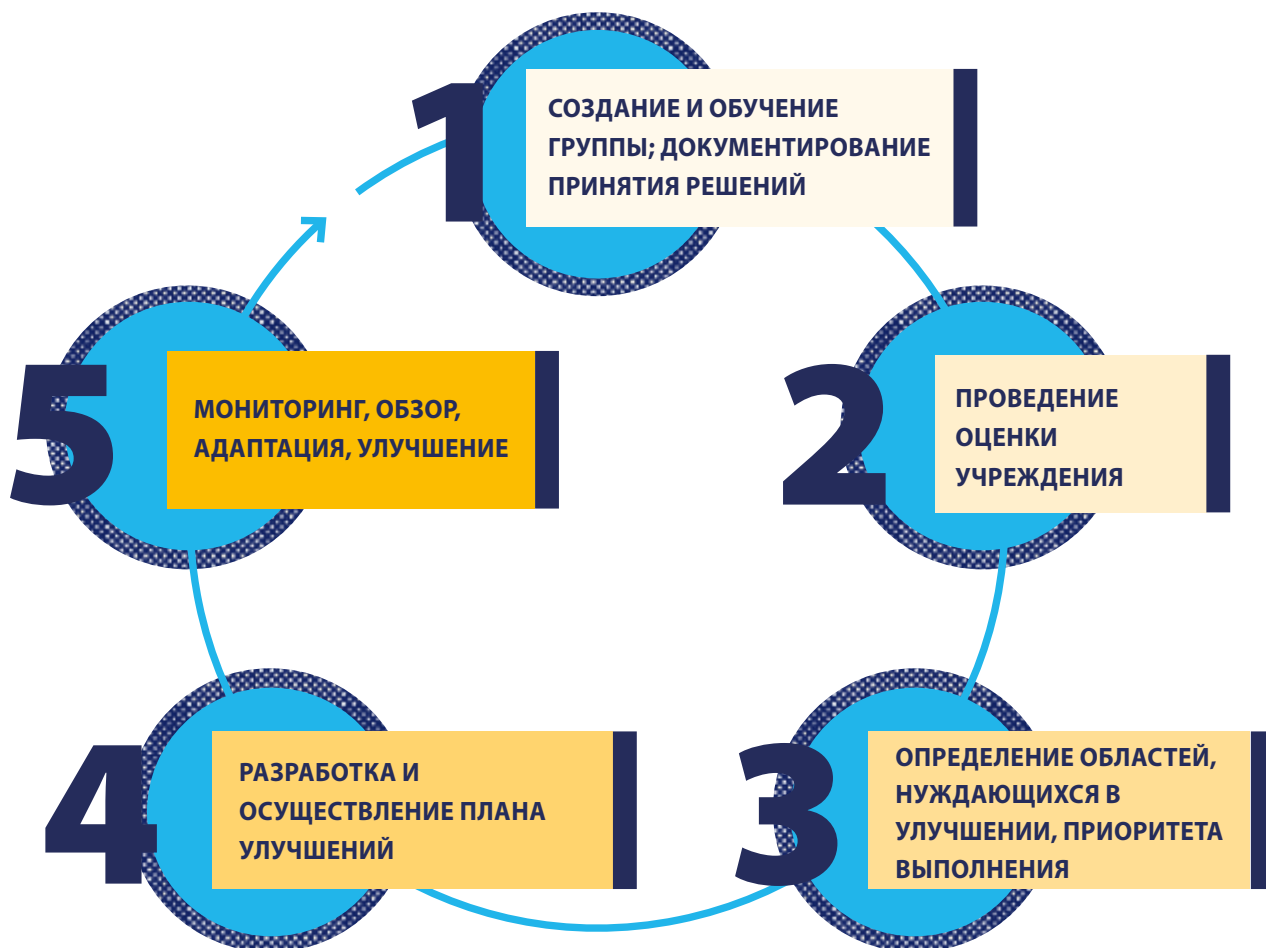 1
СОЗДАНИЕ И ОБУЧЕНИЕ
ГРУППЫ; ДОКУМЕНТИРОВАНИЕ
ПРИНЯТИЯ РЕШЕНИЙ
2
ПРОВЕДЕНИЕ
ОЦЕНКИ
УЧРЕЖДЕНИЯ
3
ОПРЕДЕЛЕНИЕ ОБЛАСТЕЙ,
НУЖДАЮЩИХСЯ В
УЛУЧШЕНИИ, ПРИОРИТЕТА
ВЫПОЛНЕНИЯ
4
РАЗРАБОТКА И
ОСУЩЕСТВЛЕНИЕ ПЛАНА
УЛУЧШЕНИЙ
5
МОНИТОРИНГ, ОБЗОР,
АДАПТАЦИЯ, УЛУЧШЕНИЕ